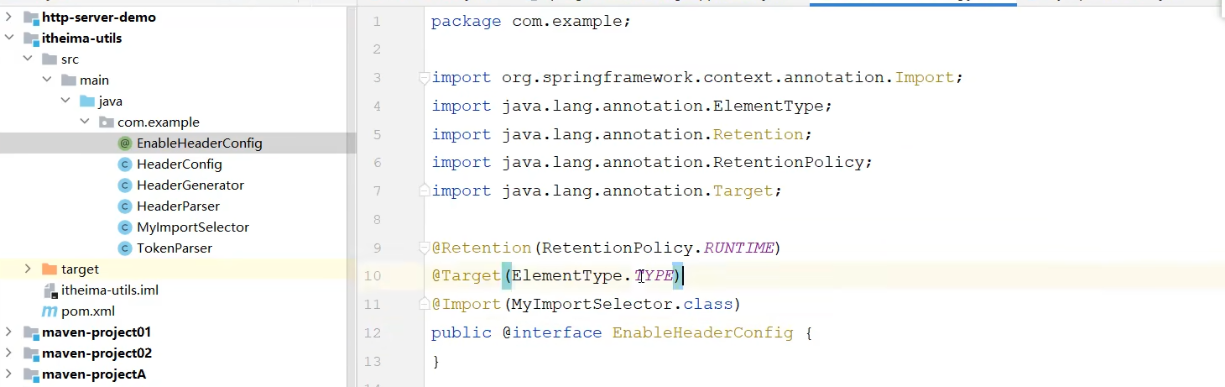 http-server-demo
itheima-utils
src
main
java
com.example
EnableHeaderConfig
HeaderConfig
HeaderGenerator
HeaderParser
MyImportSelector
TokenParser
target
itheima-utils.iml
pom.xml
maven-project01
maven-project02
maven-projectA
1 package com.example;
2
3 import org.springframework.context.annotation.Import;
4 import java.lang.annotation.ElementType;
5 import java.lang.annotation.Retention;
6 import java.lang.annotation.RetentionPolicy;
7 import java.lang.annotation.Target;
8
9 @Retention(RetentionPolicy.RUNTIME)
10 @Target(ElementType.TYPE)
11 @Import(MyImportSelector.class)
12 public @interface EnableHeaderConfig {
13 }